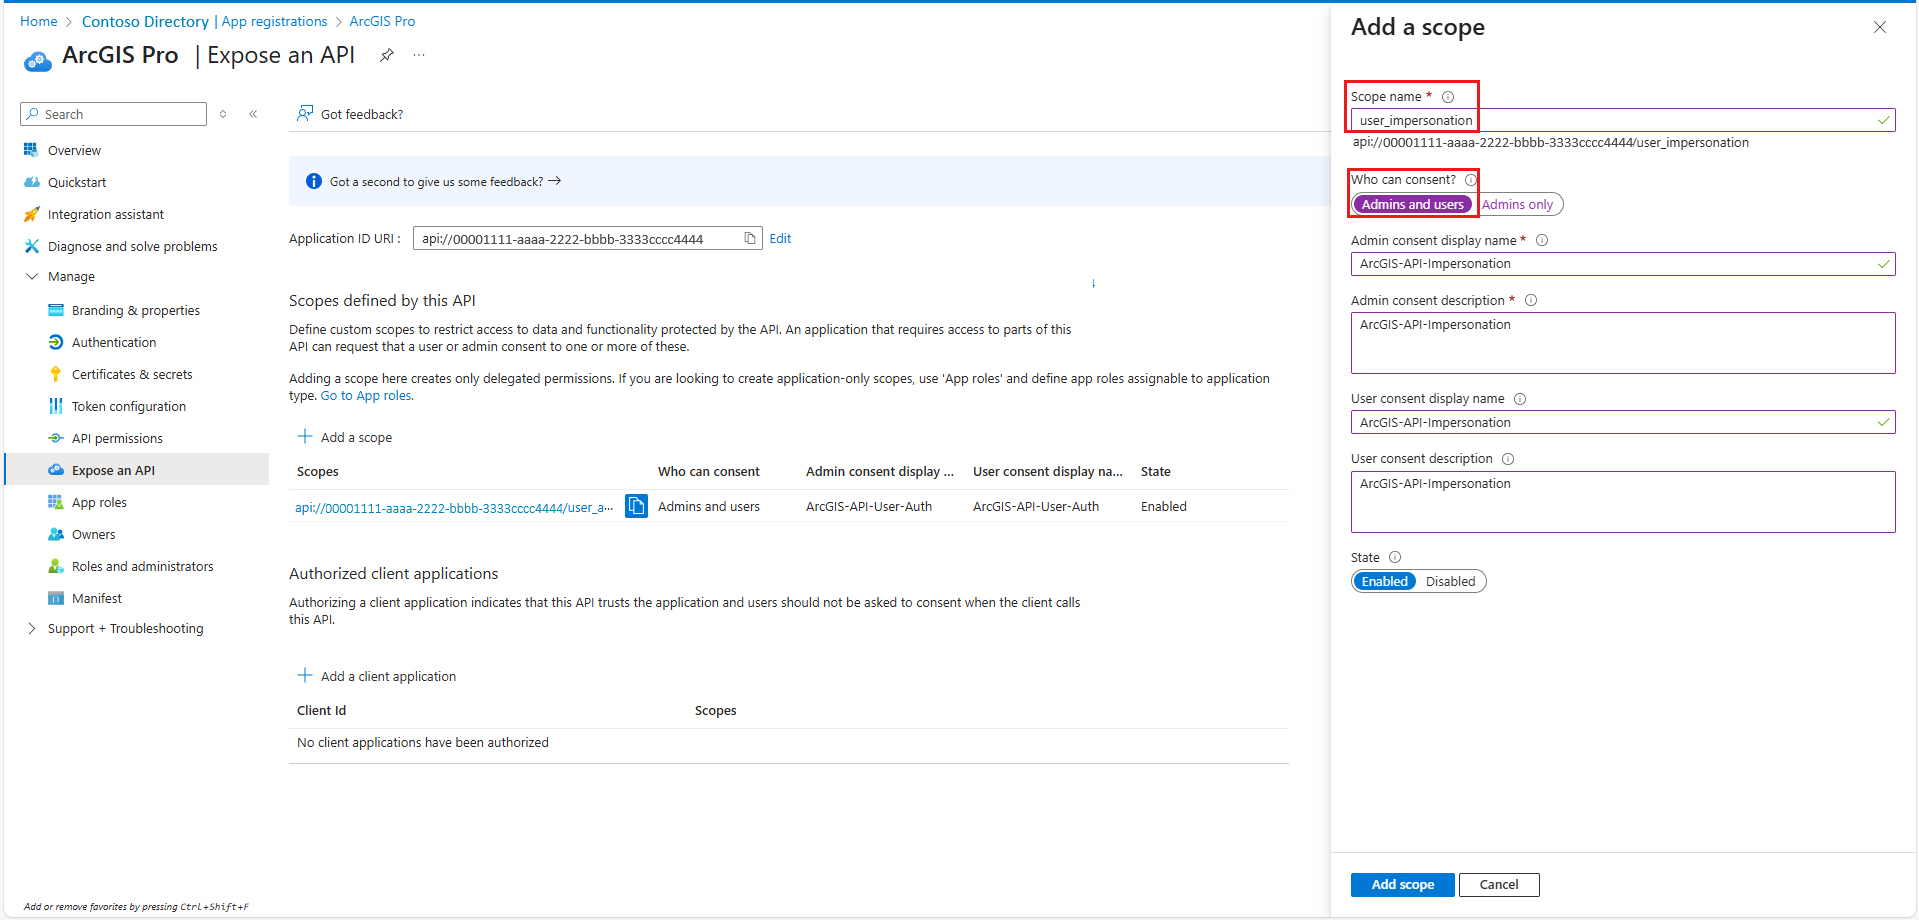 Home > Contoso Directory | App registrations > ArcGIS Pro
ArcGIS Pro | Expose an API
Search
Overview
Quickstart
Integration assistant
Diagnose and solve problems
Manage
Branding & properties
Authentication
Certificates & secrets
Token configuration
API permissions
Expose an API
App roles
Owners
Roles and administrators
Manifest
Support + Troubleshooting
Add or remove favorites by pressing Ctrl+Shift+F
Got feedback?
Got a second to give us some feedback? →
Application ID URI : api://00001111-aaaa-2222-bbbb-3333cccc4444 Edit
Scopes defined by this API
Define custom scopes to restrict access to data and functionality protected by the API. An application that requires access to parts of this
API can request that a user or admin consent to one or more of these.
Adding a scope here creates only delegated permissions. If you are looking to create application-only scopes, use 'App roles' and define app roles assignable to application
type. Go to App roles.
Add a scope
Scopes Who can consent Admin consent display ... User consent display na... State
api://00001111-aaaa-2222-bbbb-3333cccc4444/user_a... Admins and users ArcGIS-API-User-Auth ArcGIS-API-User-Auth Enabled
Authorized client applications
Authorizing a client application indicates that this API trusts the application and users should not be asked to consent when the client calls
this API.
Add a client application
Client Id Scopes
No client applications have been authorized
Add a scope
Scope name *
user_impersonation
api://00001111-aaaa-2222-bbbb-3333cccc4444/user_impersonation
Who can consent?
Admins and users Admins only
Admin consent display name *
ArcGIS-API-Impersonation
Admin consent description *
ArcGIS-API-Impersonation
User consent display name
ArcGIS-API-Impersonation
User consent description
ArcGIS-API-Impersonation
State
Enabled Disabled
Add scope Cancel